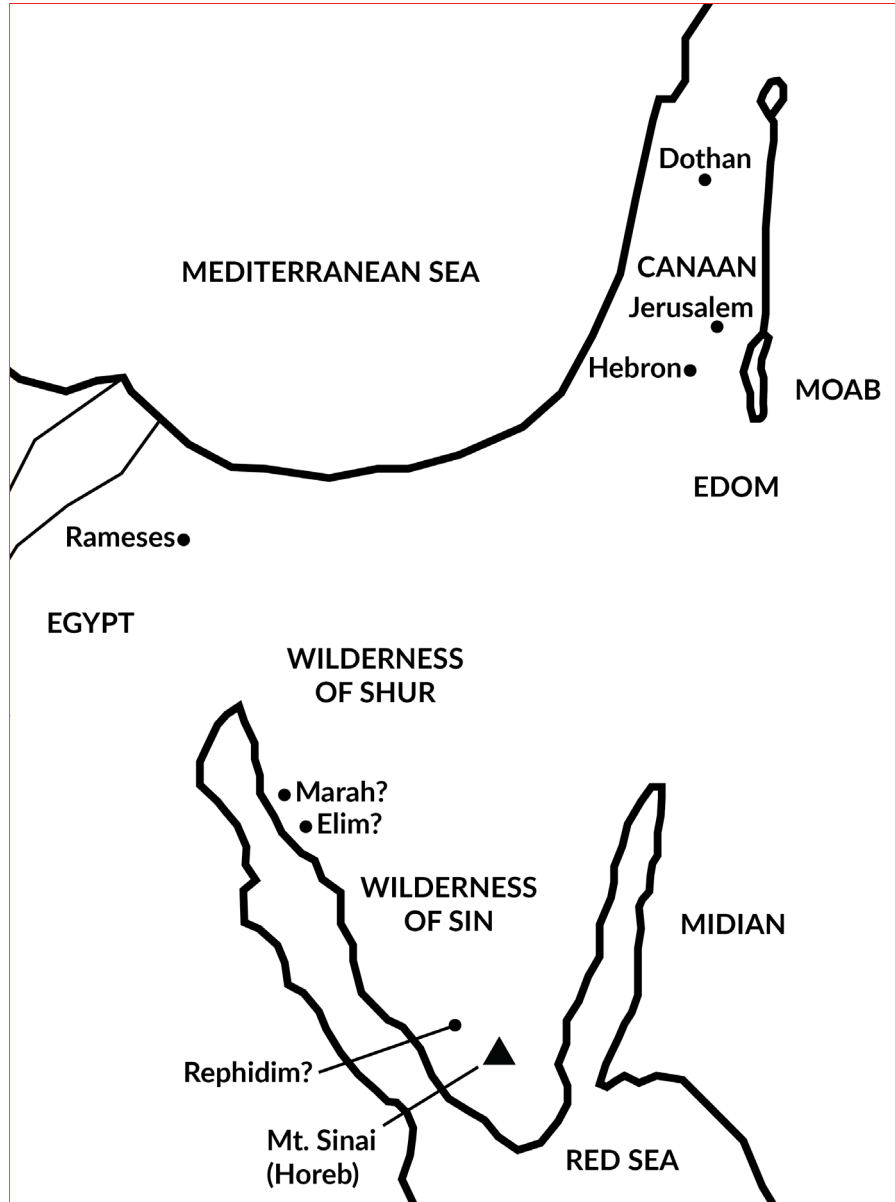 Dothan
MEDITERRANEAN SEA
CANAAN
Jerusalem
Hebron
MOAB
EDOM
Rameses
EGYPT
WILDERNESS
OF SHUR
Marah?
Elim?
WILDERNESS
OF SIN
MIDIAN
Rephidim?
Mt. Sinai
(Horeb)
RED SEA